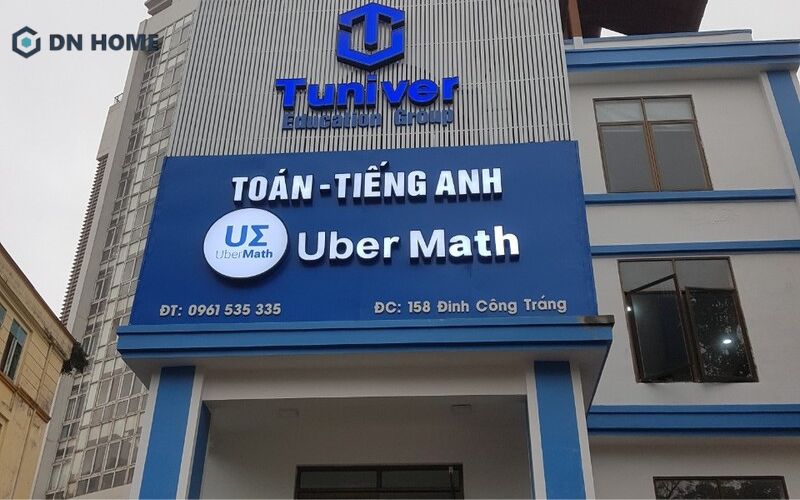 DN HOME
Tuniver
Education Group
TOÁN - TIẾNG ANH
UΣ
UberMath
Uber Math
ĐT: 0961 535 335
ĐC: 158 Đinh Công Tráng